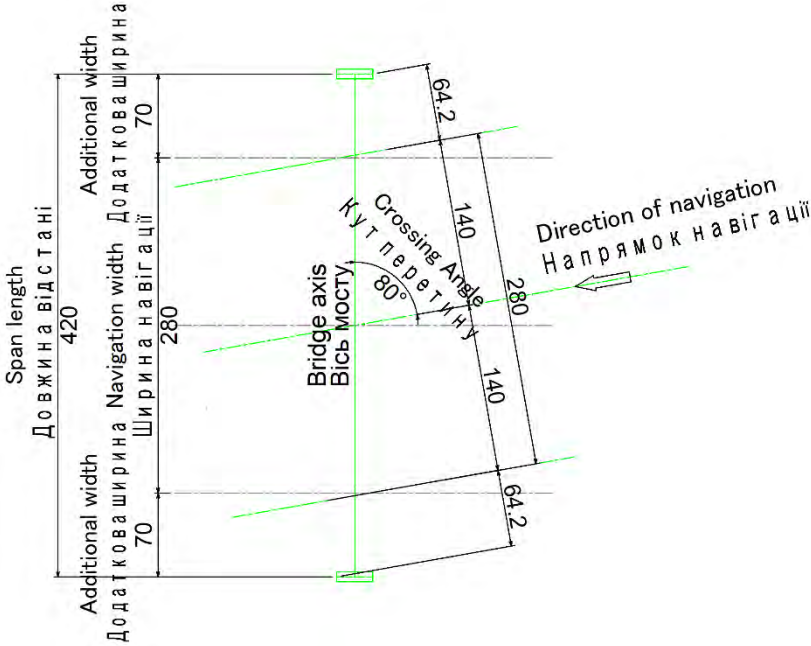 Span length
Довжина відстані
420
Additional width
Додаткова ширина
70
Navigation width
Ширина навігації
280
Additional width
Додаткова ширина
70
Bridge axis
Вісь мосту
Crossing Angle
Кут перетину
80°
64.2
140
280
140
64.2
Direction of navigation
Напрямок навігації